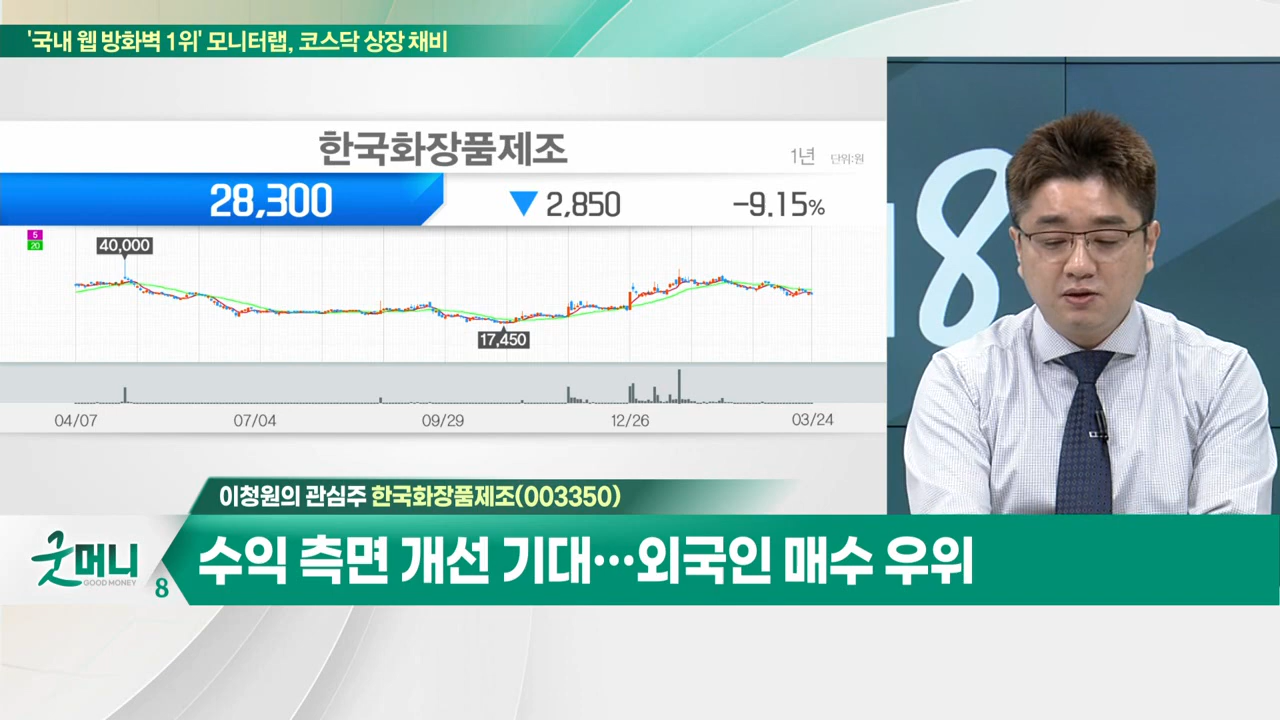 '국내 웹 방화벽 1위' 모니터랩, 코스닥 상장 채비
한국화장품제조
1년 단위:원
28,300 ▼ 2,850 -9.15%
5
20
40,000
17,450
04/07 07/04 09/29 12/26 03/24
8
이청원의 관심주 한국화장품제조(003350)
굿머니
GOOD MONEY
8
수익 측면 개선 기대…외국인 매수 우위